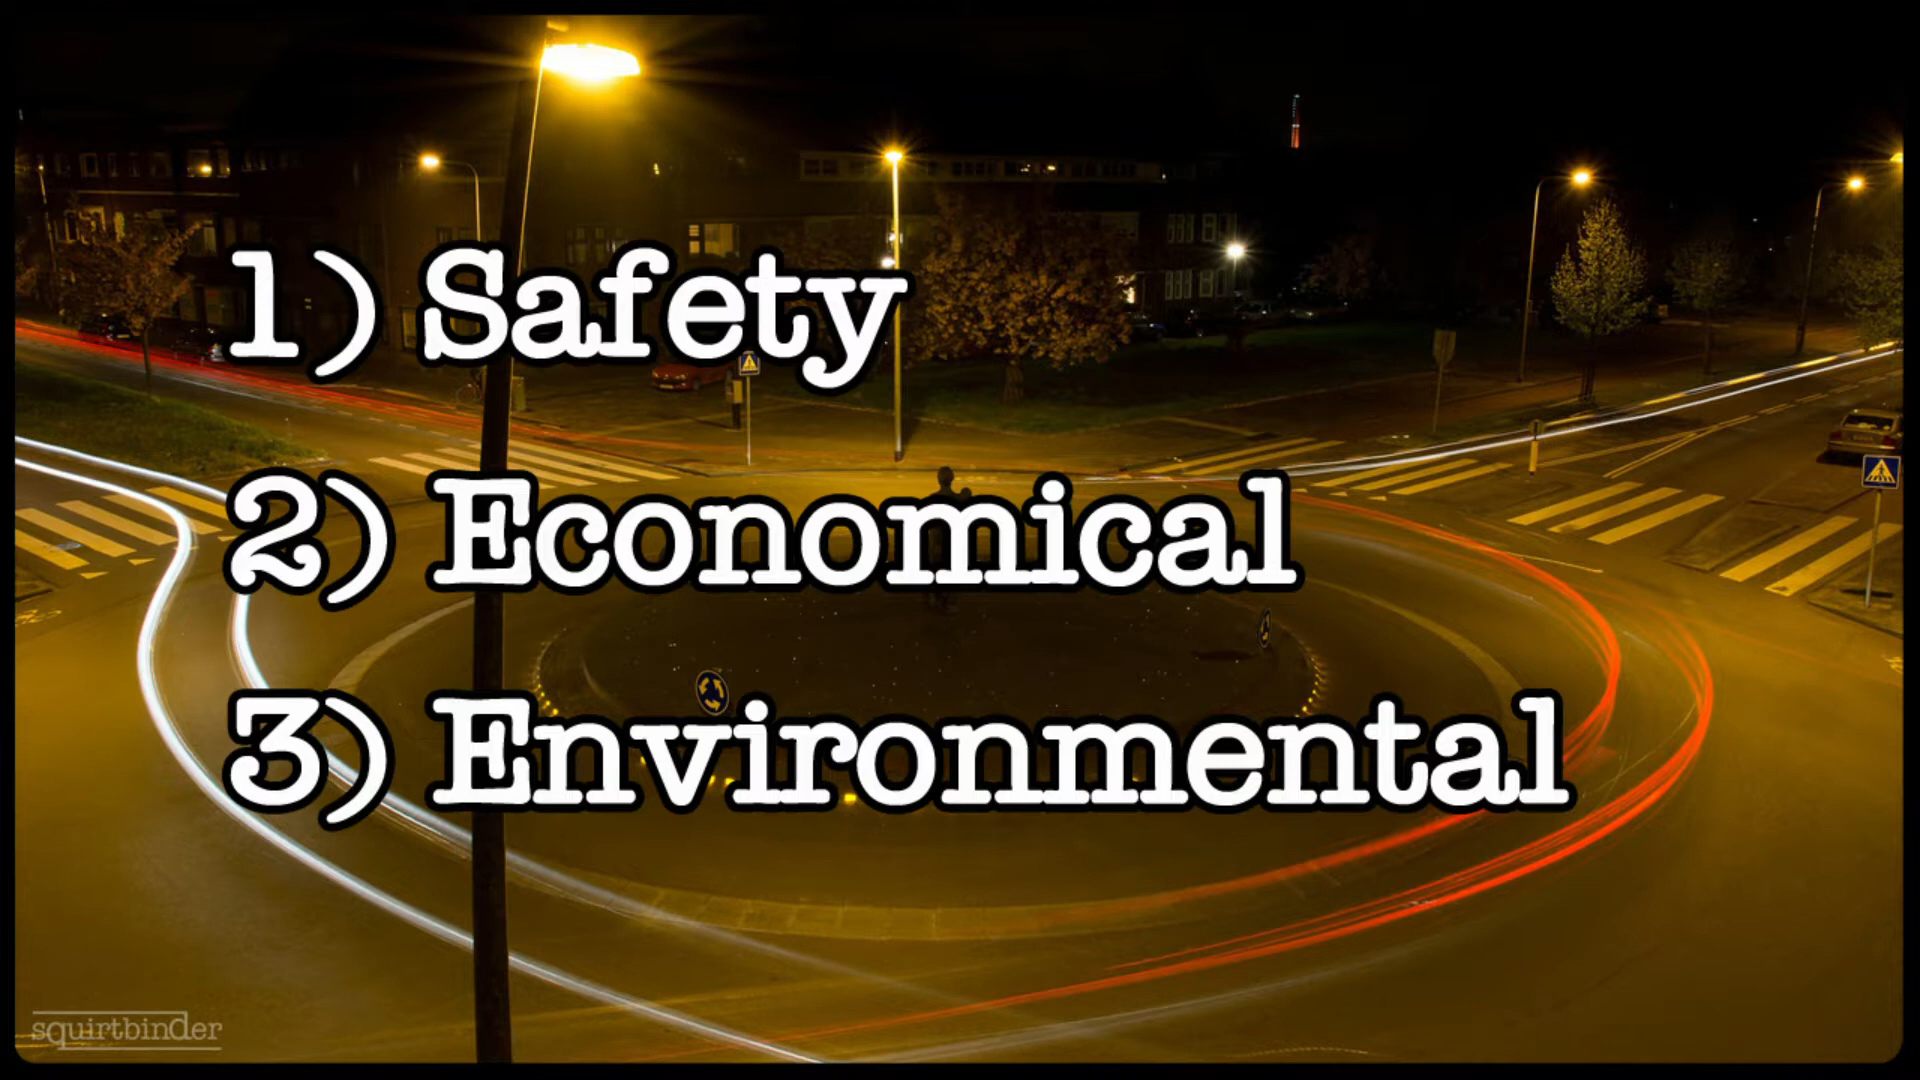 1) Safety
2) Economical
3) Environmental
squirtbinder